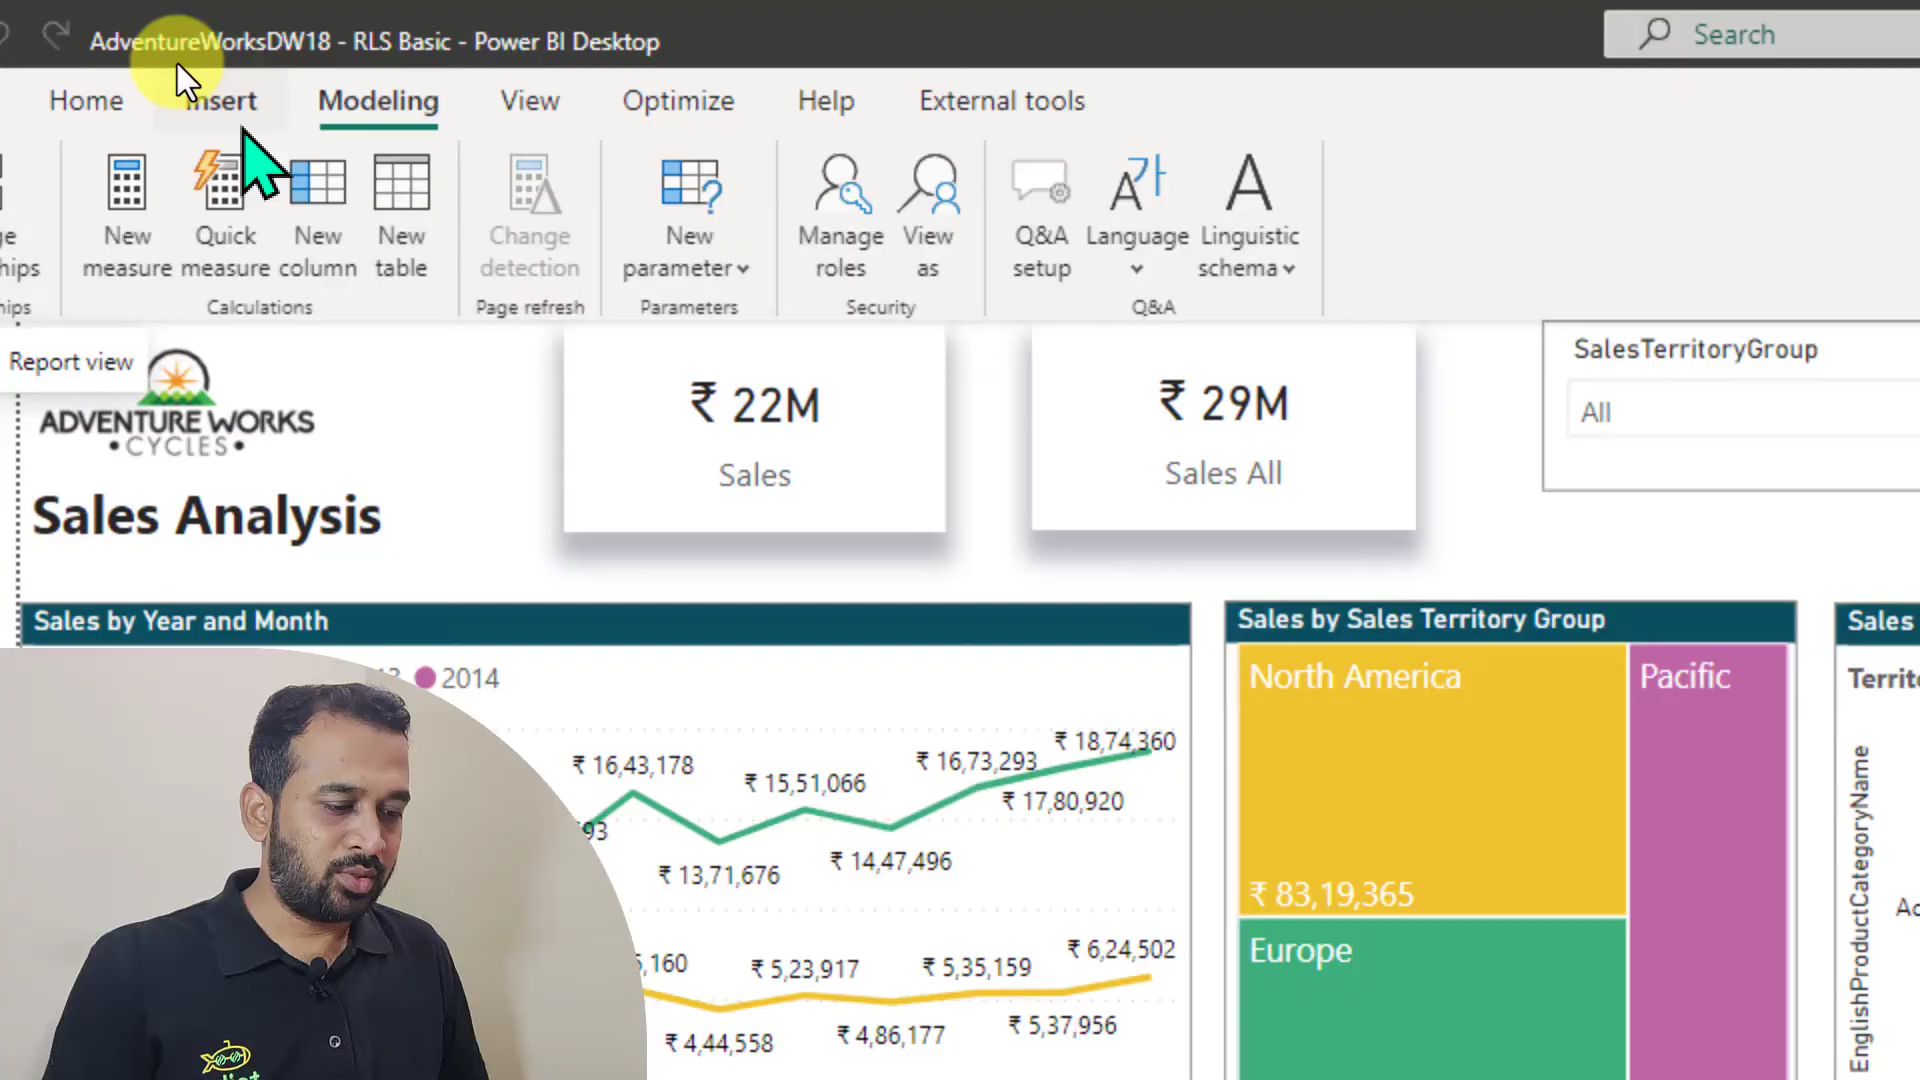 AdventureWorksDW18 - RLS Basic - Power BI Desktop
Search
Home
Insert
Modeling
View
Optimize
Help
External tools
New measure
Quick measure
New column
New table
Calculations
Change detection
Page refresh
New parameter
Parameters
Manage roles
View as
Security
Q&A setup
Language
Linguistic schema
Q&A
Report view
ADVENTURE WORKS
•CYCLES•
Sales Analysis
₹ 22M
Sales
₹ 29M
Sales All
SalesTerritoryGroup
All
Sales by Year and Month
2014
₹ 16,43,178
₹ 15,51,066
₹ 16,73,293
₹ 18,74,360
₹ 17,80,920
₹ 13,71,676
₹ 14,47,496
₹ 5,23,917
₹ 5,35,159
₹ 6,24,502
₹ 4,44,558
₹ 4,86,177
₹ 5,37,956
Sales by Sales Territory Group
North America
₹ 83,19,365
Europe
Pacific
Sales
EnglishProductCategoryName